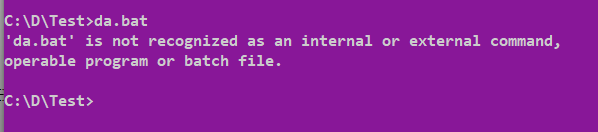 C:\D\Test>da.bat
'da.bat' is not recognized as an internal or external command,
operable program or batch file.
C:\D\Test>